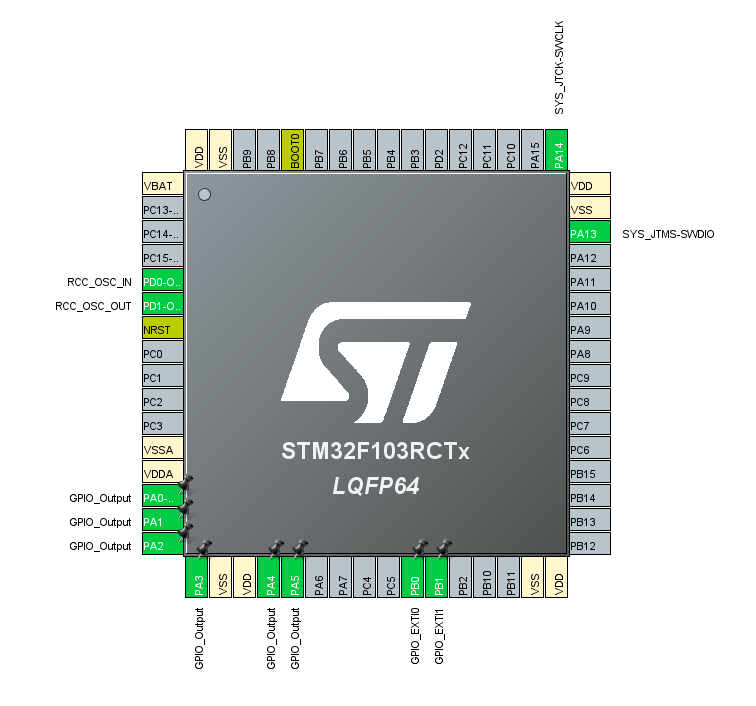 SYS_JTCK-SWCLK
VDD
VSS
PB9
PB8
BOOT0
PB7
PB6
PB5
PB4
PB3
PD2
PC12
PC11
PC10
PA15
PA14
VBAT
PC13-..
PC14-..
PC15-..
RCC_OSC_IN PD0-O..
RCC_OSC_OUT PD1-O..
NRST
PC0
PC1
PC2
PC3
VSSA
VDDA
GPIO_Output PA0-..
GPIO_Output PA1
GPIO_Output PA2
VDD
VSS
PA13 SYS_JTMS-SWDIO
PA12
PA11
PA10
PA9
PA8
PC9
PC8
PC7
PC6
PB15
PB14
PB13
PB12
ST
STM32F103RCTx
LQFP64
PA3
VSS
VDD
PA4
PA5
PA6
PA7
PC4
PC5
PB0
PB1
PB2
PB10
PB11
VSS
VDD
GPIO_Output
GPIO_Output
GPIO_Output
GPIO_EXTI0
GPIO_EXTI1